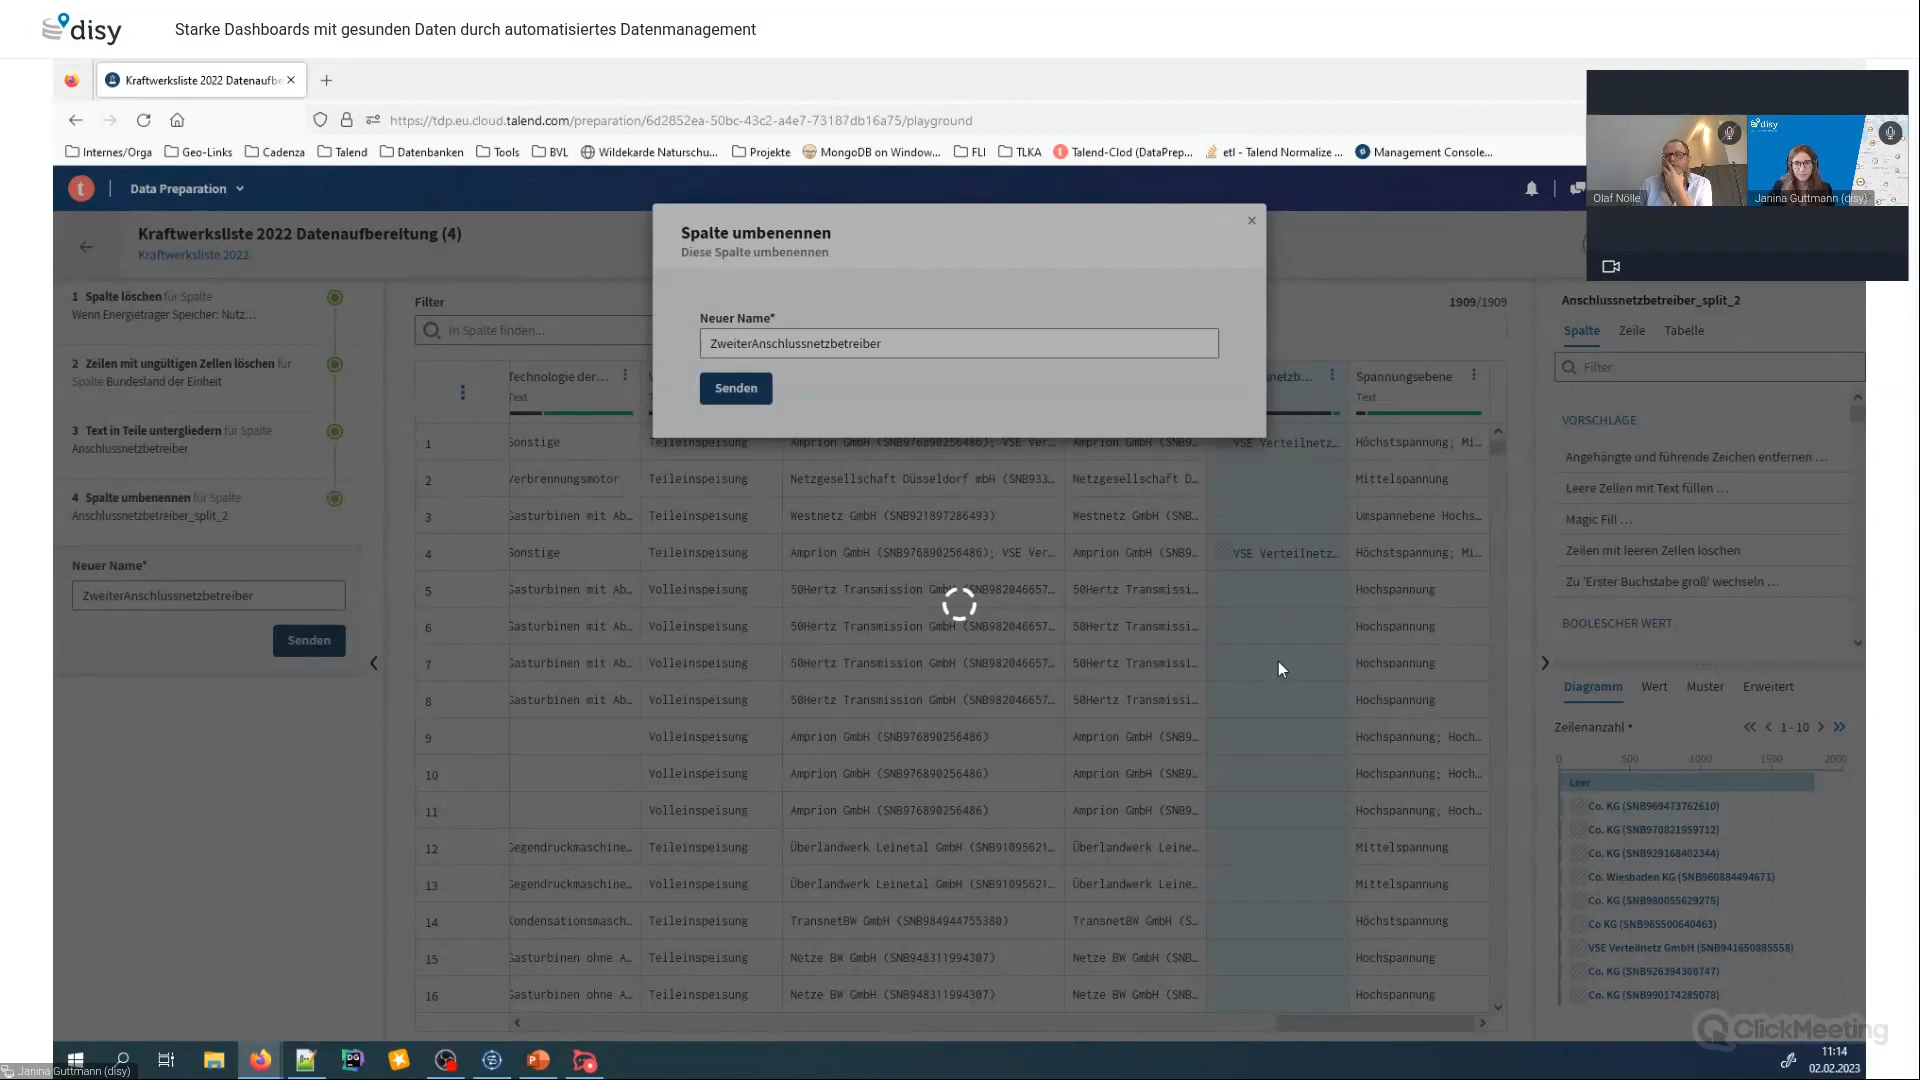 disy
Starke Dashboards mit gesunden Daten durch automatisiertes Datenmanagement
Kraftwerksliste 2022 Datenaufbe
https://tdp.eu.cloud.talend.com/preparation/6d2852ea-50bc-43c2-a4e7-73187db16a75/playground
Internes/Orga Geo-Links Cadenza Talend Datenbanken Tools BVL Wildekarde Naturschu... Projekte MongoDB on Window... FLI TLKA Talend-Clod (DataPrep... etl - Talend Normalize ... Management Console...
Data Preparation
disy
Olaf Nölle
Janina Guttmann (disy)
Kraftwerksliste 2022 Datenaufbereitung (4)
Kraftwerksliste 2022
1 Spalte löschen für Spalte
Wenn Energieträger Speicher: Nutz...
2 Zeilen mit ungültigen Zellen löschen für
Spalte Bundesland der Einheit
3 Text in Teile untergliedern für Spalte
Anschlussnetzbetreiber
4 Spalte umbenennen für Spalte
Anschlussnetzbetreiber_split_2
Neuer Name*
ZweiterAnschlussnetzbetreiber
Senden
Spalte umbenennen
Diese Spalte umbenennen
Neuer Name*
ZweiterAnschlussnetzbetreiber
Senden
Filter
in Spalte finden...
1909/1909
Technologie der...
Text
netzb...
Spannungsebene
Text
1 Sonstige Teileinspeisung Amprion GmbH (SNB976890256486); VSE Ver... Amprion GmbH (SNB9... VSE Verteilnetz... Höchstspannung; Mi...
2 Verbrennungsmotor Teileinspeisung Netzgesellschaft Düsseldorf mbH (SNB933... Netzgesellschaft D... Mittelspannung
3 Gasturbinen mit Ab... Teileinspeisung Westnetz GmbH (SNB921897286493) Westnetz GmbH (SNB... Umspannebene Hochs...
4 Sonstige Teileinspeisung Amprion GmbH (SNB976890256486); VSE Ver... Amprion GmbH (SNB9... VSE Verteilnetz... Höchstspannung; Mi...
5 Gasturbinen mit Ab... Volleinspeisung 50Hertz Transmission GmbH (SNB982046657... 50Hertz Transmissi... Hochspannung
6 Gasturbinen mit Ab... Volleinspeisung 50Hertz Transmission GmbH (SNB982046657... 50Hertz Transmissi... Hochspannung
7 Gasturbinen mit Ab... Volleinspeisung 50Hertz Transmission GmbH (SNB982046657... 50Hertz Transmissi... Hochspannung
8 Gasturbinen mit Ab... Volleinspeisung 50Hertz Transmission GmbH (SNB982046657... 50Hertz Transmissi... Hochspannung
9 Volleinspeisung Amprion GmbH (SNB976890256486) Amprion GmbH (SNB9... Hochspannung; Hoch...
10 Volleinspeisung Amprion GmbH (SNB976890256486) Amprion GmbH (SNB9... Hochspannung; Hoch...
11 Volleinspeisung Amprion GmbH (SNB976890256486) Amprion GmbH (SNB9... Hochspannung; Hoch...
12 Gegendruckmaschine... Teileinspeisung Überlandwerk Leinetal GmbH (SNB91095621... Überlandwerk Leine... Mittelspannung
13 Gegendruckmaschine... Volleinspeisung Überlandwerk Leinetal GmbH (SNB91095621... Überlandwerk Leine... Mittelspannung
14 Kondensationsmasch... Teileinspeisung TransnetBW GmbH (SNB984944755380) TransnetBW GmbH (S... Höchstspannung
15 Gasturbinen ohne A... Teileinspeisung Netze BW GmbH (SNB948311994307) Netze BW GmbH (SNB... Hochspannung
16 Gasturbinen ohne A... Teileinspeisung Netze BW GmbH (SNB948311994307) Netze BW GmbH (SNB... Hochspannung
Anschlussnetzbetreiber_split_2
Spalte Zeile Tabelle
Filter
VORSCHLÄGE
Angehängte und führende Zeichen entfernen ...
Leere Zellen mit Text füllen ...
Magic Fill ...
Zeilen mit leeren Zellen löschen
Zu 'Erster Buchstabe groß' wechseln ...
BOOLESCHER WERT
Diagramm Wert Muster Erweitert
Zeilenanzahl 1 - 10
0 500 1000 1500 2000
Leer
Co. KG (SNB969473762610)
Co. KG (SNB970821959712)
Co. KG (SNB929168402344)
Co. Wiesbaden KG (SNB960884494671)
Co. KG (SNB980055629275)
Co KG (SNB965500640463)
VSE Verteilnetz GmbH (SNB941650885558)
Co. KG (SNB926394308747)
Co. KG (SNB990174285078)
ClickMeeting
11:14
02.02.2023
Janina Guttmann (disy)